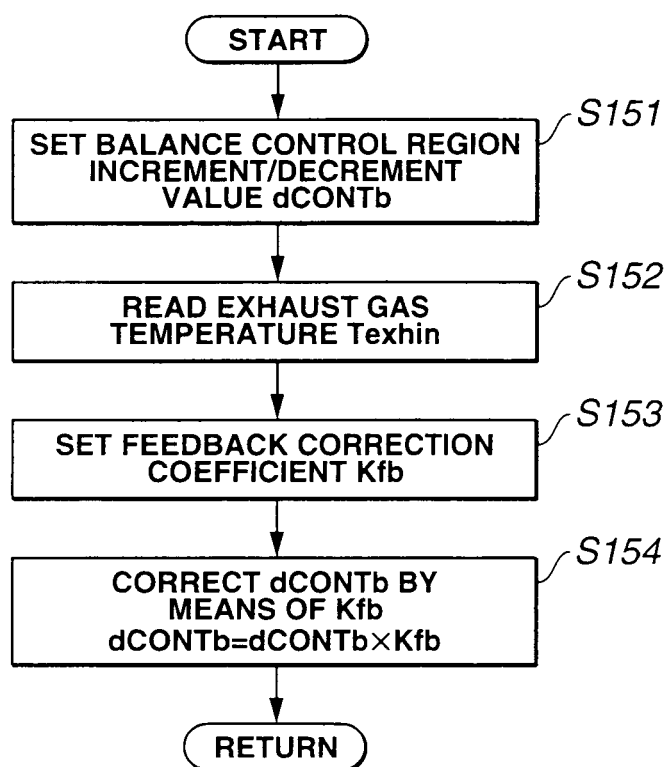 START
S151
SET BALANCE CONTROL REGION
INCREMENT/DECREMENT
VALUE dCONTb
S152
READ EXHAUST GAS
TEMPERATURE Texhin
S153
SET FEEDBACK CORRECTION
COEFFICIENT Kfb
S154
CORRECT dCONTb BY
MEANS OF Kfb
dCONTb=dCONTb×Kfb
RETURN